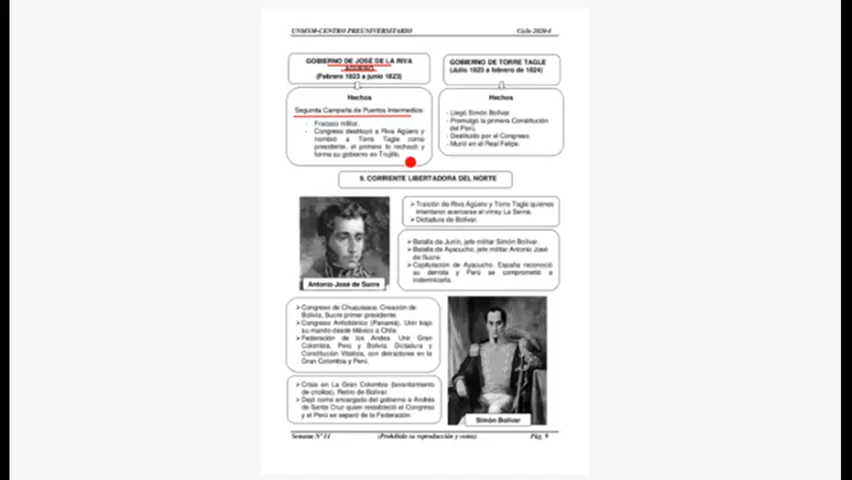 UNMSM-CENTRO PREUNIVERSITARIO Ciclo 2020-I
GOBIERNO DE JOSÉ DE LA RIVA
AGÜERO
(Febrero 1823 a junio 1823)
Hechos
Segunda Campaña de Puertos Intermedios:
- Fracaso militar.
- Congreso destituyó a Riva Agüero y
nombró a Torre Tagle como
presidente, el primero lo rechazó y
forma su gobierno en Trujillo.
GOBIERNO DE TORRE TAGLE
(Julio 1823 a febrero de 1824)
Hechos
- Llegó Simón Bolívar
- Promulgó la primera Constitución
del Perú.
- Destituido por el Congreso.
- Murió en el Real Felipe.
9. CORRIENTE LIBERTADORA DEL NORTE
Antonio José de Sucre
➢ Traición de Riva Agüero y Torre Tagle quienes
intentaron acercarse al virrey La Serna.
➢ Dictadura de Bolívar.
➢ Batalla de Junín, jefe militar Simón Bolívar.
➢ Batalla de Ayacucho, jefe militar Antonio José
de Sucre.
➢ Capitulación de Ayacucho. España reconoció
su derrota y Perú se comprometió a
indemnizarla.
➢ Congreso de Chuquisaca. Creación de
Bolivia, Sucre primer presidente.
➢ Congreso Anfictiónico (Panamá). Unir bajo
su mando desde México a Chile.
➢ Federación de los Andes. Unir Gran
Colombia, Perú y Bolivia. Dictadura y
Constitución Vitalicia, son detractores en la
Gran Colombia y Perú.
➢ Crisis en La Gran Colombia (levantamiento
de criollos). Retiro de Bolívar.
➢ Dejó como encargado del gobierno a Andrés
de Santa Cruz quien restableció el Congreso
y el Perú se separó de la Federación.
Simón Bolívar
Semana Nº 11 (Prohibida su reproducción y venta) Pág. 9